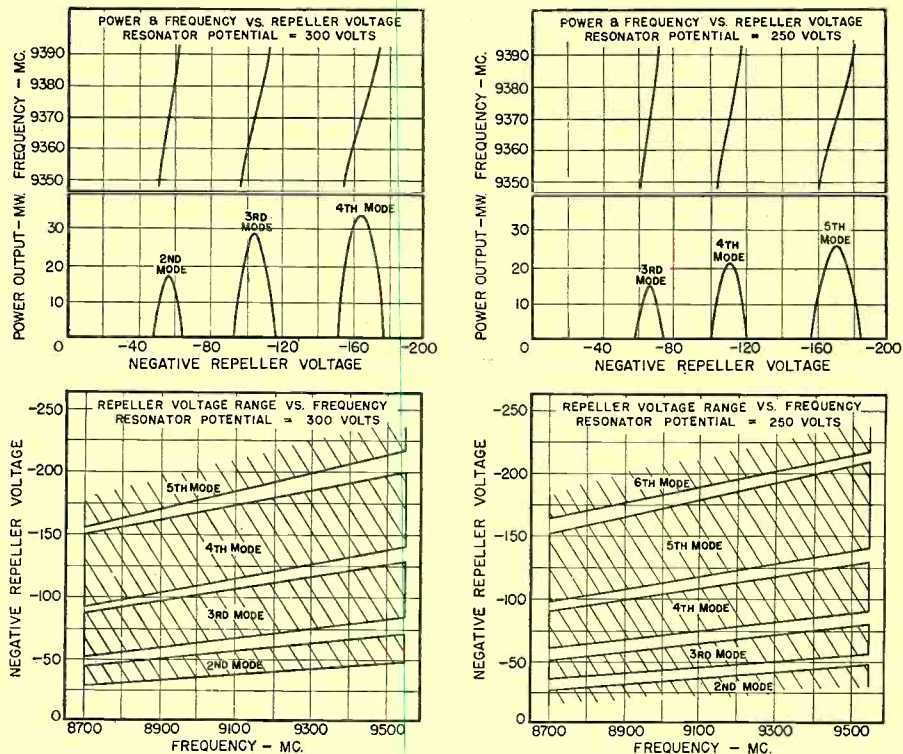 POWER & FREQUENCY VS. REPELLER VOLTAGE
RESONATOR POTENTIAL = 300 VOLTS
FREQUENCY – MC.
9390
9380
9370
9360
9350
POWER OUTPUT – MW.
30
20
10
2ND
MODE
3RD
MODE
4TH MODE
0
-40
-80
-120
-160
-200
NEGATIVE REPELLER VOLTAGE
POWER & FREQUENCY VS. REPELLER VOLTAGE
RESONATOR POTENTIAL = 250 VOLTS
FREQUENCY – MC.
9390
9380
9370
9360
9350
POWER OUTPUT – MW.
30
20
10
3RD
MODE
4TH
MODE
5TH
MODE
0
-40
-80
-120
-160
-200
NEGATIVE REPELLER VOLTAGE
REPELLER VOLTAGE RANGE VS. FREQUENCY
RESONATOR POTENTIAL = 300 VOLTS
NEGATIVE REPELLER VOLTAGE
-250
-200
-150
-100
-50
0
5TH MODE
4TH MODE
3RD MODE
2ND MODE
8700
8900
9100
9300
9500
FREQUENCY – MC.
REPELLER VOLTAGE RANGE VS. FREQUENCY
RESONATOR POTENTIAL = 250 VOLTS
NEGATIVE REPELLER VOLTAGE
-250
-200
-150
-100
-50
0
6TH MODE
5TH MODE
4TH MODE
3RD MODE
2ND MODE
8700
8900
9100
9300
9500
FREQUENCY – MC.